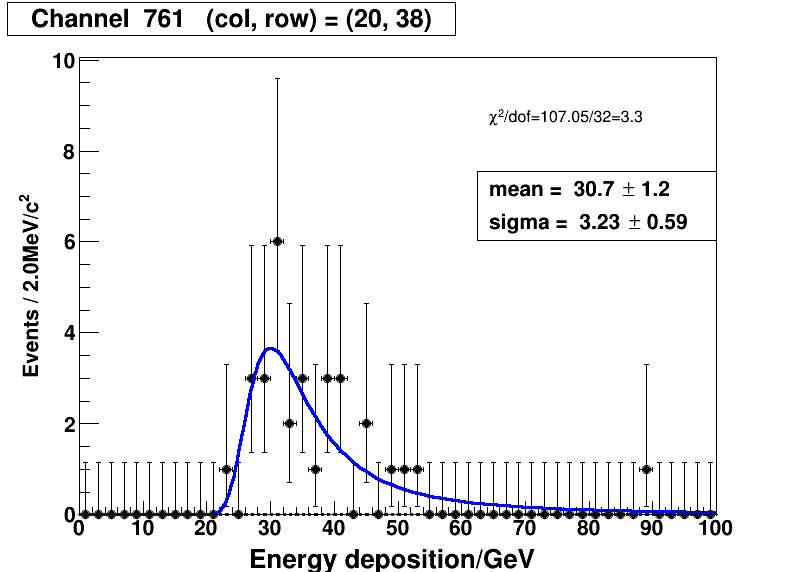 Channel 761 (col, row) = (20, 38)
χ²/dof=107.05/32=3.3
mean = 30.7 ± 1.2
sigma = 3.23 ± 0.59
Events / 2.0MeV/c²
10
8
6
4
2
0
0 10 20 30 40 50 60 70 80 90 100
Energy deposition/GeV